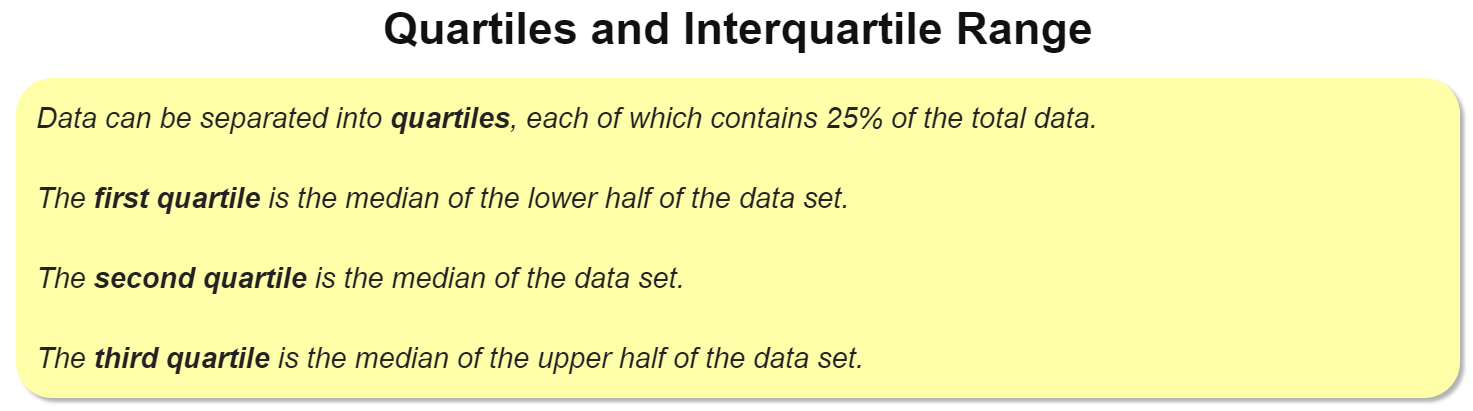 Quartiles and Interquartile Range
Data can be separated into quartiles, each of which contains 25% of the total data.
The first quartile is the median of the lower half of the data set.
The second quartile is the median of the data set.
The third quartile is the median of the upper half of the data set.